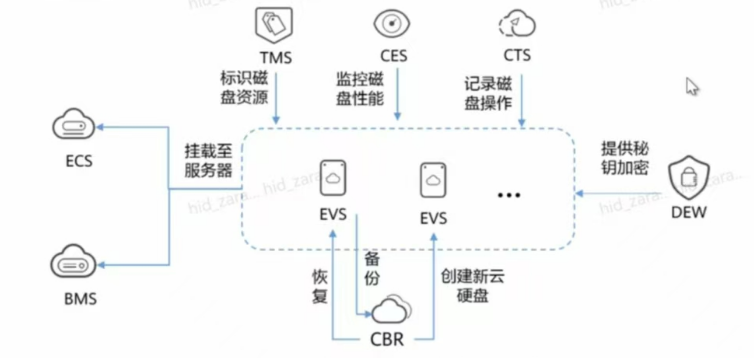 TMS
CES
CTS
标识磁
盘资源
监控磁
盘性能
记录磁
盘操作
ECS
挂载至
服务器
提供秘
钥加密
hid_zara... hid_zara...
EVS
EVS
...
DEW
BMS
恢
复
备
份
创建新云
硬盘
CBR